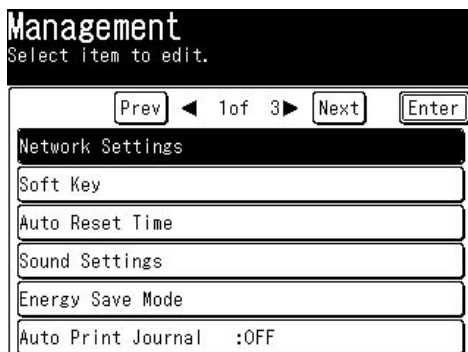 Management
Select item to edit.
Prev ◀ 1of 3▶ Next Enter
Network Settings
Soft Key
Auto Reset Time
Sound Settings
Energy Save Mode
Auto Print Journal :OFF